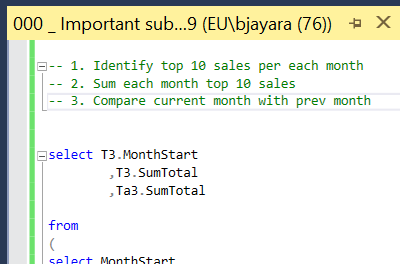 000 _ Important sub...9 (EU\bjayara (76))
-- 1. Identify top 10 sales per each month
-- 2. Sum each month top 10 sales
-- 3. Compare current month with prev month
select T3.MonthStart
,T3.SumTotal
,Ta3.SumTotal
from
(
select MonthStart